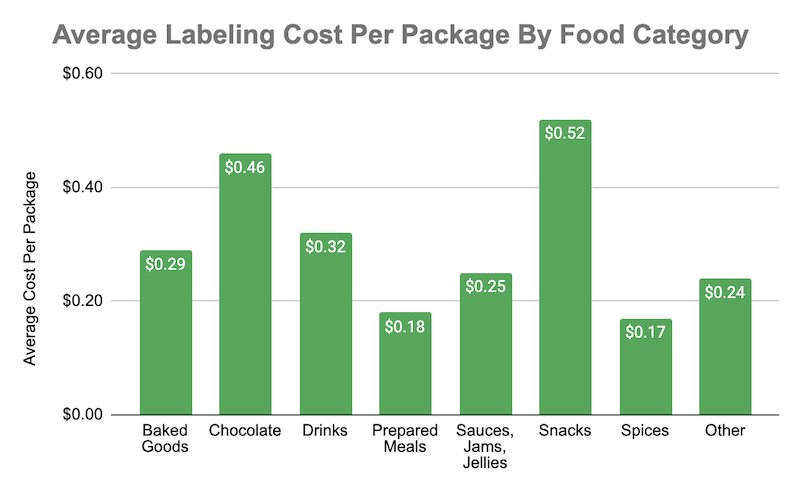 Average Labeling Cost Per Package By Food Category
Average Cost Per Package
$0.60
$0.40
$0.20
$0.00
$0.29
$0.46
$0.32
$0.18
$0.25
$0.52
$0.17
$0.24
Baked
Goods
Chocolate
Drinks
Prepared
Meals
Sauces,
Jams,
Jellies
Snacks
Spices
Other